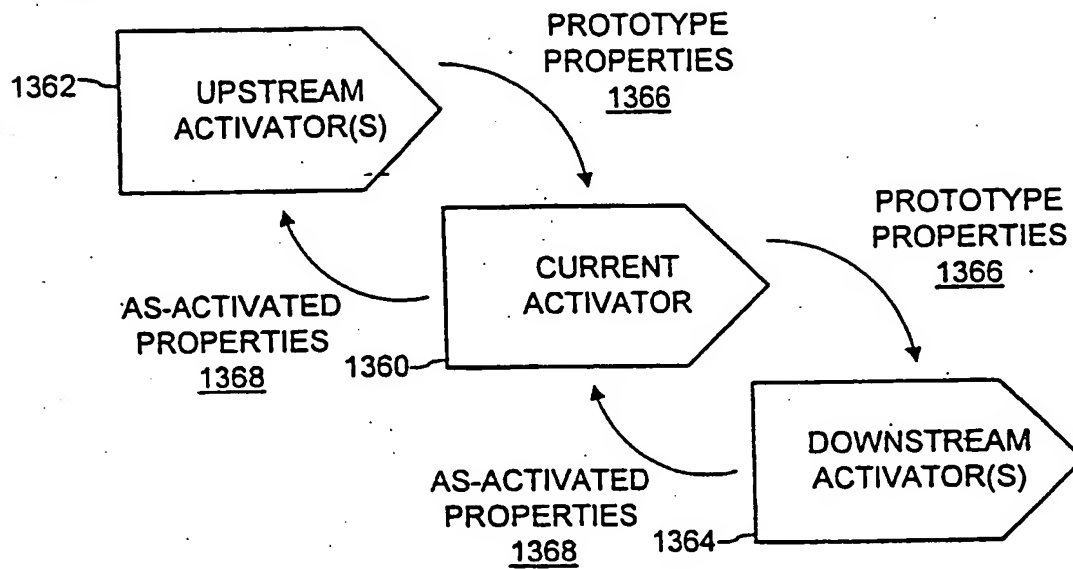 PROTOTYPE
PROPERTIES
1366
1362
UPSTREAM
ACTIVATOR(S)
PROTOTYPE
PROPERTIES
1366
CURRENT
ACTIVATOR
AS-ACTIVATED
PROPERTIES
1368
1360
DOWNSTREAM
ACTIVATOR(S)
AS-ACTIVATED
PROPERTIES
1368
1364